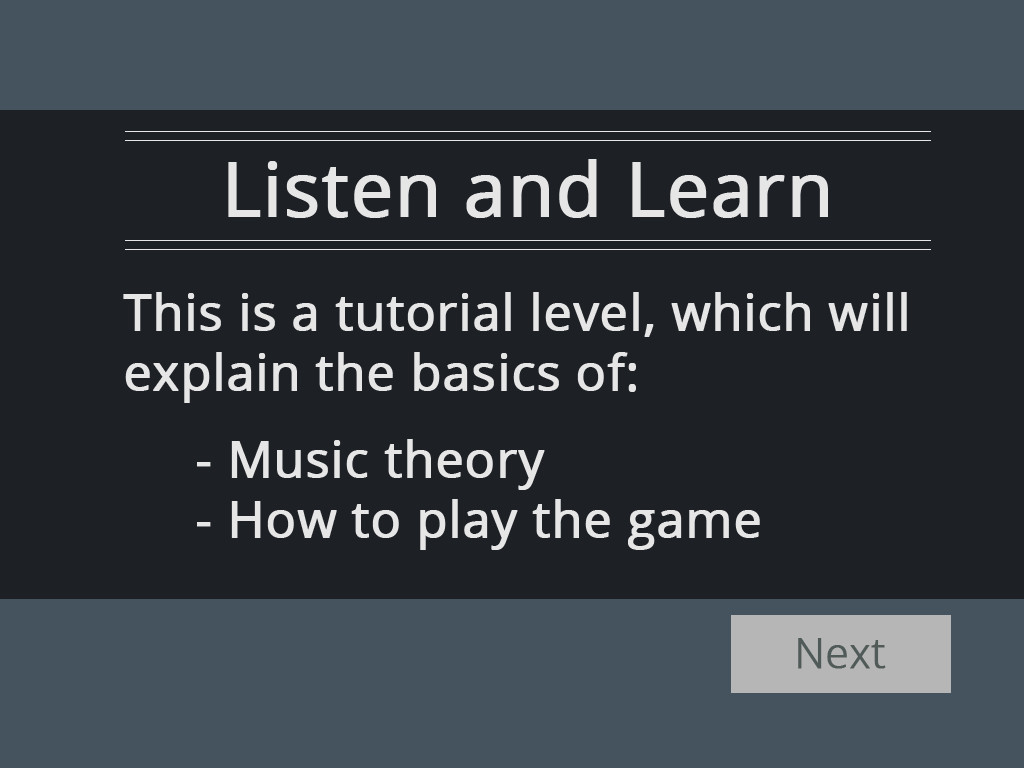 Listen and Learn
This is a tutorial level, which will
explain the basics of:
- Music theory
- How to play the game
Next